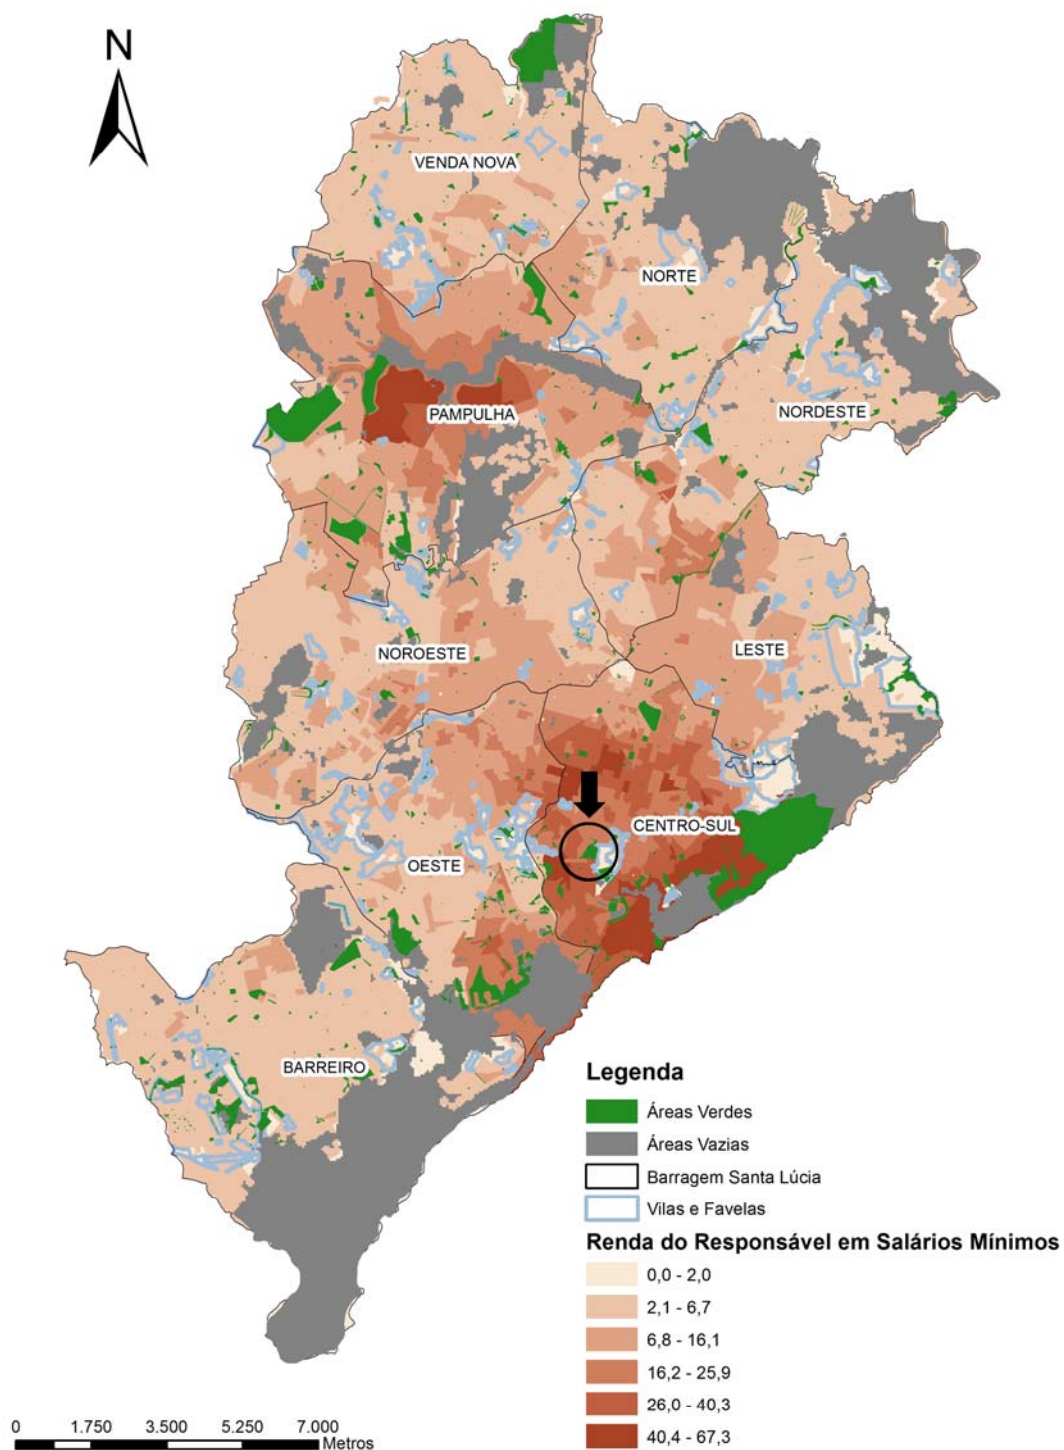 N
VENDA NOVA
NORTE
PAMPULHA
NORDESTE
NOROESTE
LESTE
CENTRO-SUL
OESTE
BARREIRO
Legenda
Áreas Verdes
Áreas Vazias
Barragem Santa Lúcia
Vilas e Favelas
Renda do Responsável em Salários Mínimos
0,0 - 2,0
2,1 - 6,7
6,8 - 16,1
16,2 - 25,9
26,0 - 40,3
40,4 - 67,3
0 1.750 3.500 5.250 7.000
Metros